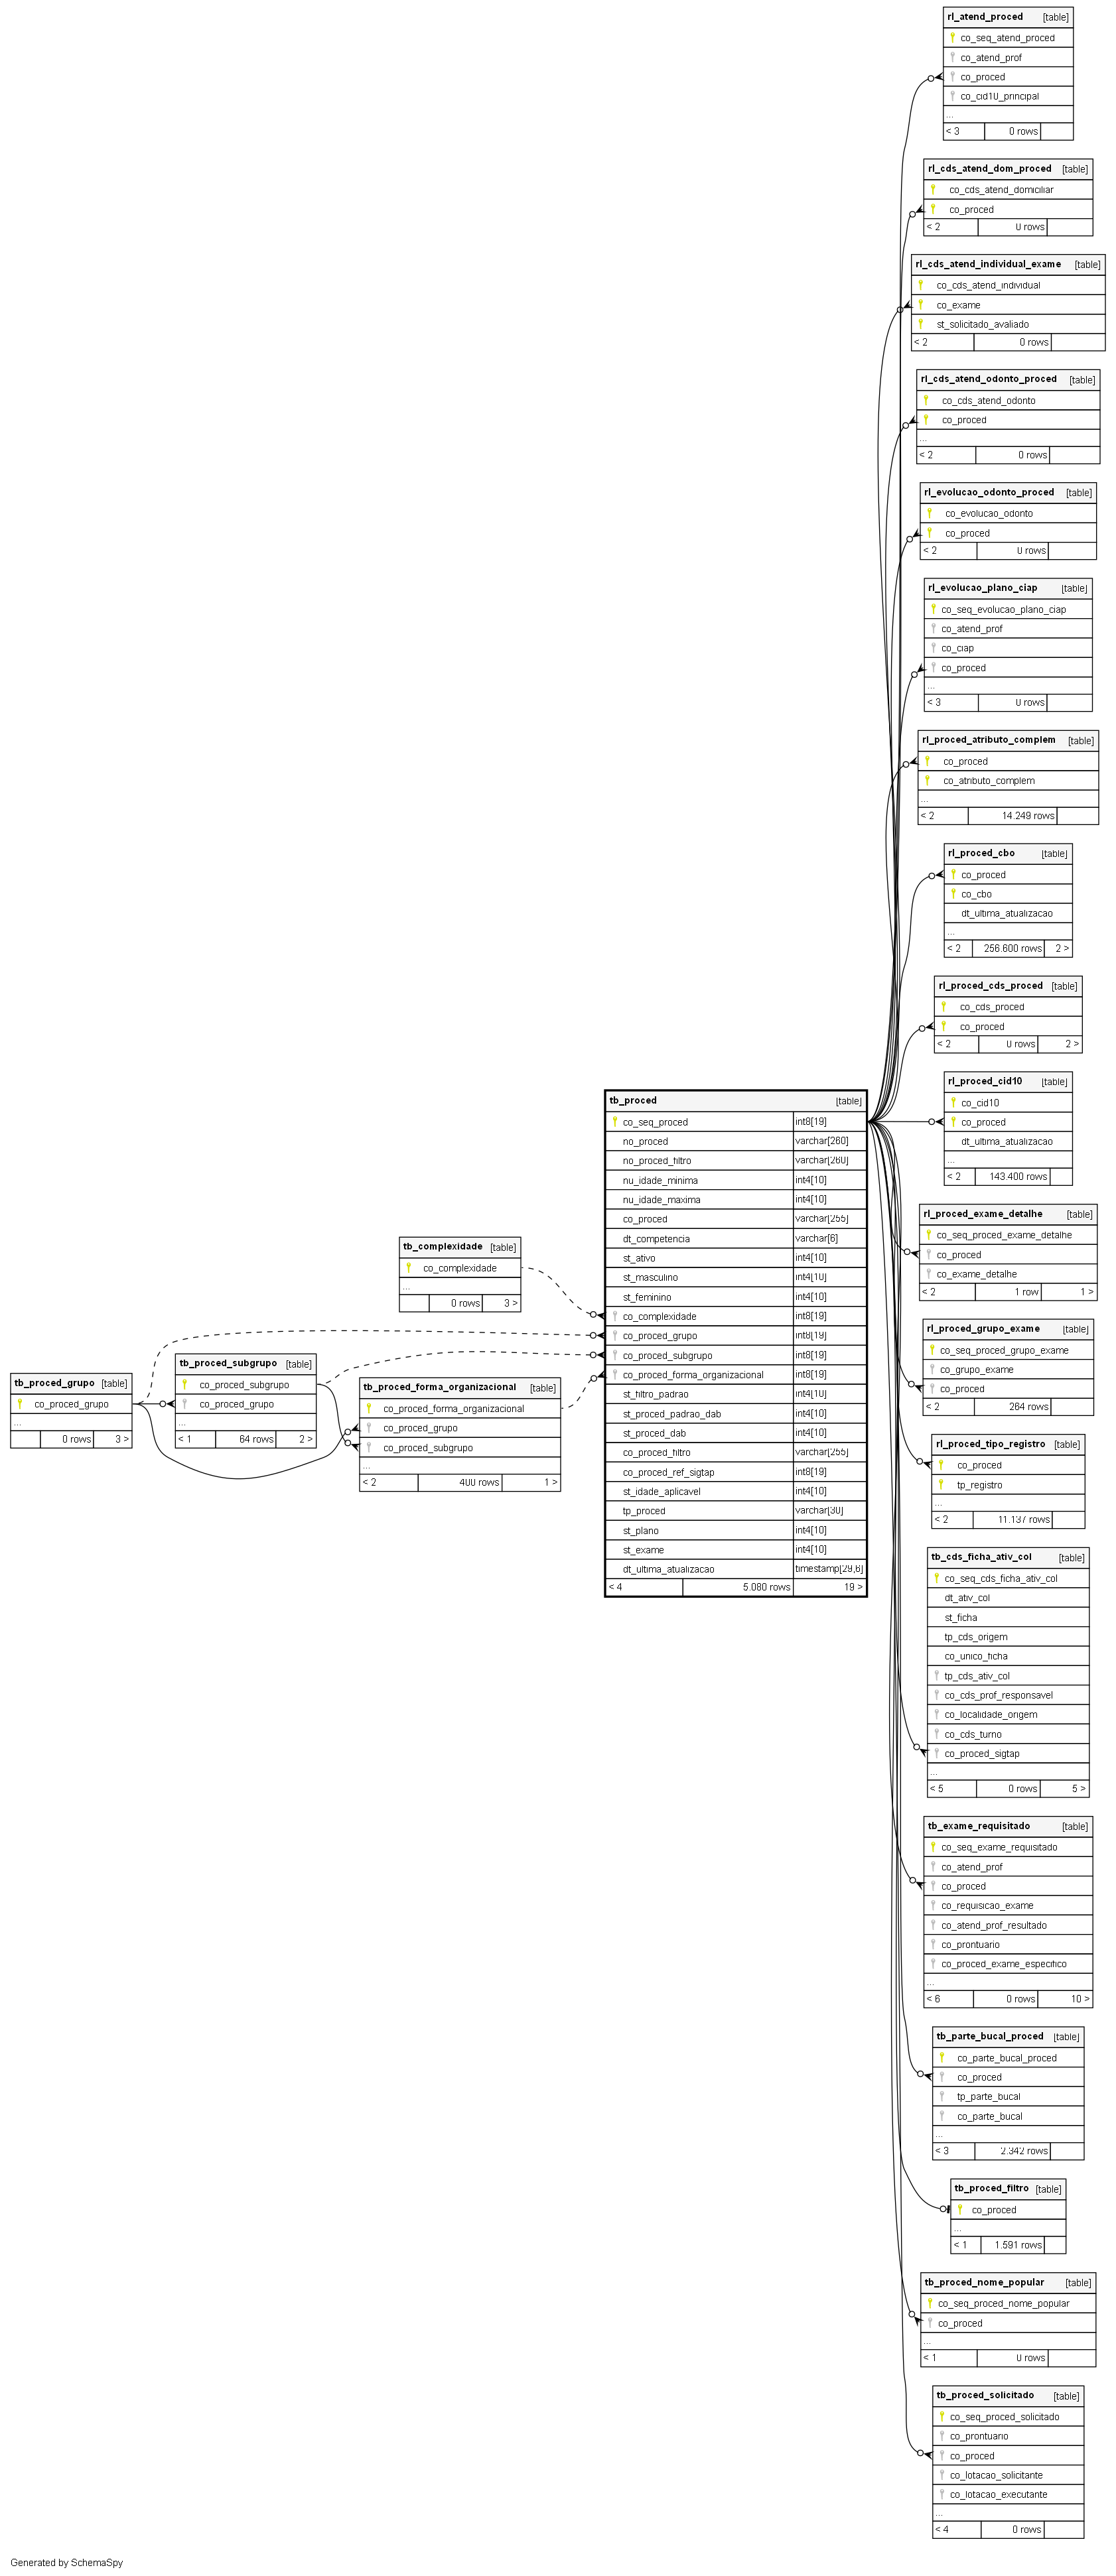 rl_atend_proced [table]
co_seq_atend_proced
co_atend_prof
co_proced
co_cid10_principal
...
< 3 0 rows
rl_cds_atend_dom_proced [table]
co_cds_atend_domiciliar
co_proced
< 2 0 rows
rl_cds_atend_individual_exame [table]
co_cds_atend_individual
co_exame
st_solicitado_avaliado
< 2 0 rows
rl_cds_atend_odonto_proced [table]
co_cds_atend_odonto
co_proced
...
< 2 0 rows
rl_evolucao_odonto_proced [table]
co_evolucao_odonto
co_proced
< 2 0 rows
rl_evolucao_plano_ciap [table]
co_seq_evolucao_plano_ciap
co_atend_prof
co_ciap
co_proced
...
< 3 0 rows
rl_proced_atributo_complem [table]
co_proced
co_atributo_complem
...
< 2 14.249 rows
rl_proced_cbo [table]
co_proced
co_cbo
dt_ultima_atualizacao
...
< 2 256.600 rows 2 >
rl_proced_cds_proced [table]
co_cds_proced
co_proced
< 2 0 rows 2 >
rl_proced_cid10 [table]
co_cid10
co_proced
dt_ultima_atualizacao
...
< 2 143.400 rows
rl_proced_exame_detalhe [table]
co_seq_proced_exame_detalhe
co_proced
co_exame_detalhe
< 2 1 row 1 >
rl_proced_grupo_exame [table]
co_seq_proced_grupo_exame
co_grupo_exame
co_proced
< 2 264 rows
rl_proced_tipo_registro [table]
co_proced
tp_registro
...
< 2 11.137 rows
tb_cds_ficha_ativ_col [table]
co_seq_cds_ficha_ativ_col
dt_ativ_col
st_ficha
tp_cds_origem
co_unico_ficha
tp_cds_ativ_col
co_cds_prof_responsavel
co_localidade_origem
co_cds_turno
co_proced_sigtap
...
< 5 0 rows 5 >
tb_exame_requisitado [table]
co_seq_exame_requisitado
co_atend_prof
co_proced
co_requisicao_exame
co_atend_prof_resultado
co_prontuario
co_proced_exame_especifico
...
< 6 0 rows 10 >
tb_parte_bucal_proced [table]
co_parte_bucal_proced
co_proced
tp_parte_bucal
co_parte_bucal
...
< 3 2.342 rows
tb_proced_filtro [table]
co_proced
...
< 1 1.591 rows
tb_proced_nome_popular [table]
co_seq_proced_nome_popular
co_proced
...
< 1 0 rows
tb_proced_solicitado [table]
co_seq_proced_solicitado
co_prontuario
co_proced
co_lotacao_solicitante
co_lotacao_executante
...
< 4 0 rows
tb_proced [table]
co_seq_proced int8[19]
no_proced varchar[260]
no_proced_filtro varchar[260]
nu_idade_minima int4[10]
nu_idade_maxima int4[10]
co_proced varchar[255]
dt_competencia varchar[6]
st_ativo int4[10]
st_masculino int4[10]
st_feminino int4[10]
co_complexidade int8[19]
co_proced_grupo int8[19]
co_proced_subgrupo int8[19]
co_proced_forma_organizacional int8[19]
st_filtro_padrao int4[10]
st_proced_padrao_dab int4[10]
st_proced_dab int4[10]
co_proced_filtro varchar[255]
co_proced_ref_sigtap int8[19]
st_idade_aplicavel int4[10]
tp_proced varchar[30]
st_plano int4[10]
st_exame int4[10]
dt_ultima_atualizacao timestamp[29,6]
< 4 5.080 rows 19 >
tb_complexidade [table]
co_complexidade
...
0 rows 3 >
tb_proced_grupo [table]
co_proced_grupo
...
0 rows 3 >
tb_proced_subgrupo [table]
co_proced_subgrupo
co_proced_grupo
...
< 1 64 rows 2 >
tb_proced_forma_organizacional [table]
co_proced_forma_organizacional
co_proced_grupo
co_proced_subgrupo
...
< 2 400 rows 1 >
Generated by SchemaSpy